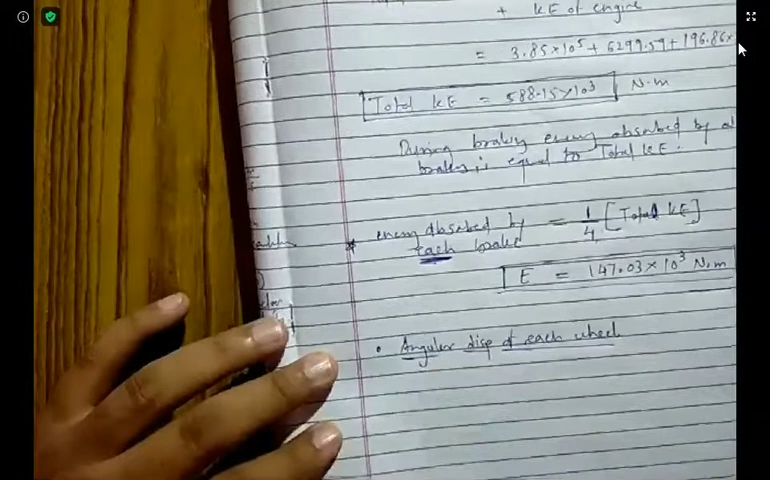 + KE of engine
= 3.85×10⁵ + 6299.59 + 196.86×
Total KE = 588.15×10³ N.m
During braking energy absorbed by al
brakes is equal to Total KE.
* energy absorbed by each brake = 1/4 [Total KE]
E = 147.03×10³ N.m
• Angular disp of each wheel